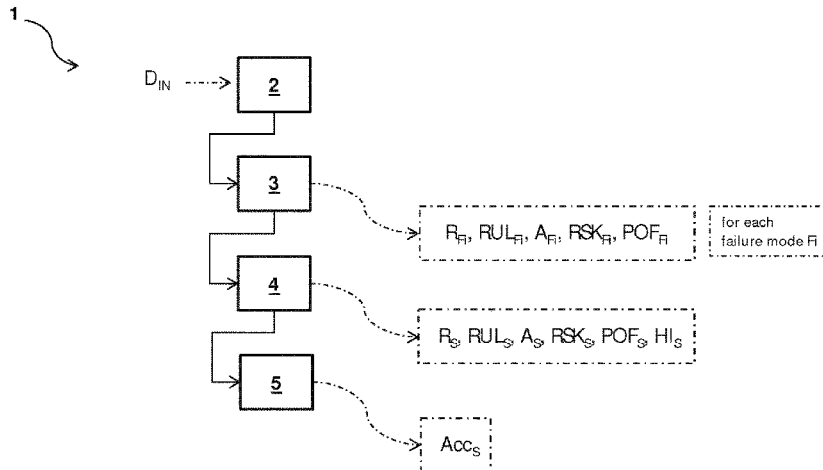 1
D_IN
2
3
R_Fi, RUL_Fi, A_Fi, RSK_Fi, POF_Fi
for each
failure mode Fi
4
R_S, RUL_S, A_S, RSK_S, POF_S, HI_S
5
Acc_S